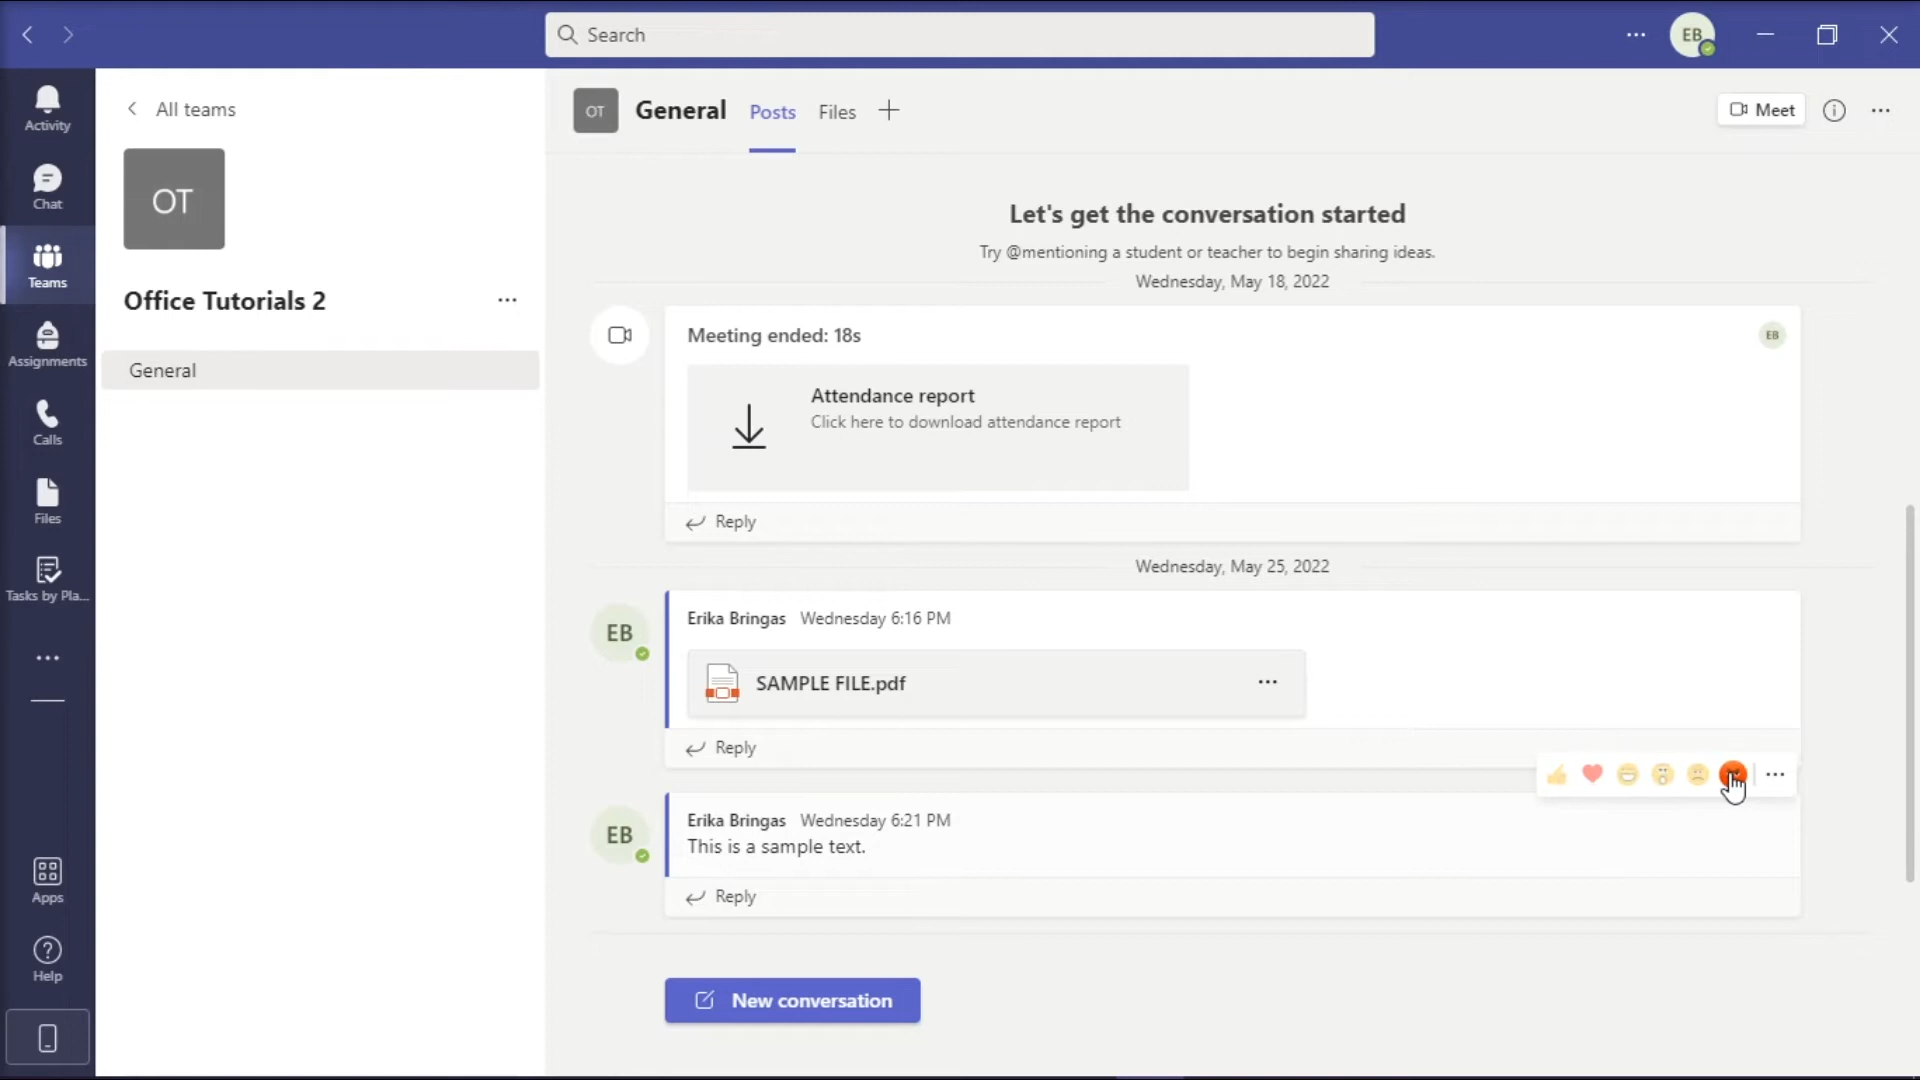 Search
EB
Activity
Chat
Teams
Assignments
Calls
Files
Tasks by Pla...
Apps
Help
All teams
OT
Office Tutorials 2
General
OT
General
Posts
Files
Meet
Let's get the conversation started
Try @mentioning a student or teacher to begin sharing ideas.
Wednesday, May 18, 2022
Meeting ended: 18s
EB
Attendance report
Click here to download attendance report
Reply
Wednesday, May 25, 2022
EB
Erika Bringas Wednesday 6:16 PM
SAMPLE FILE.pdf
Reply
EB
Erika Bringas Wednesday 6:21 PM
This is a sample text.
Reply
New conversation